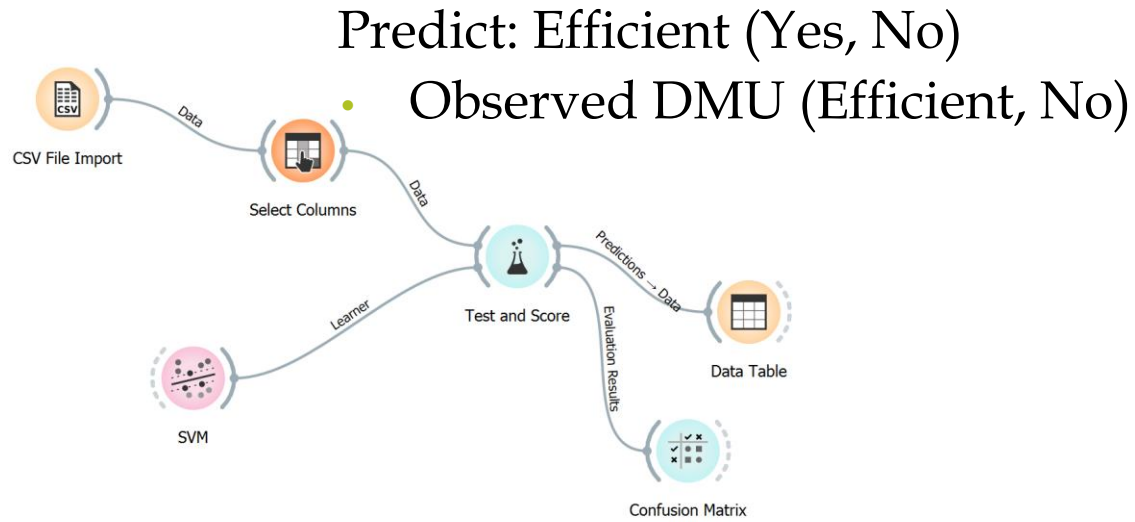 Predict: Efficient (Yes, No)
• Observed DMU (Efficient, No)
CSV
Data
CSV File Import
Select Columns
Data
Test and Score
Learner
Predictions → Data
Evaluation Results
Data Table
SVM
Confusion Matrix